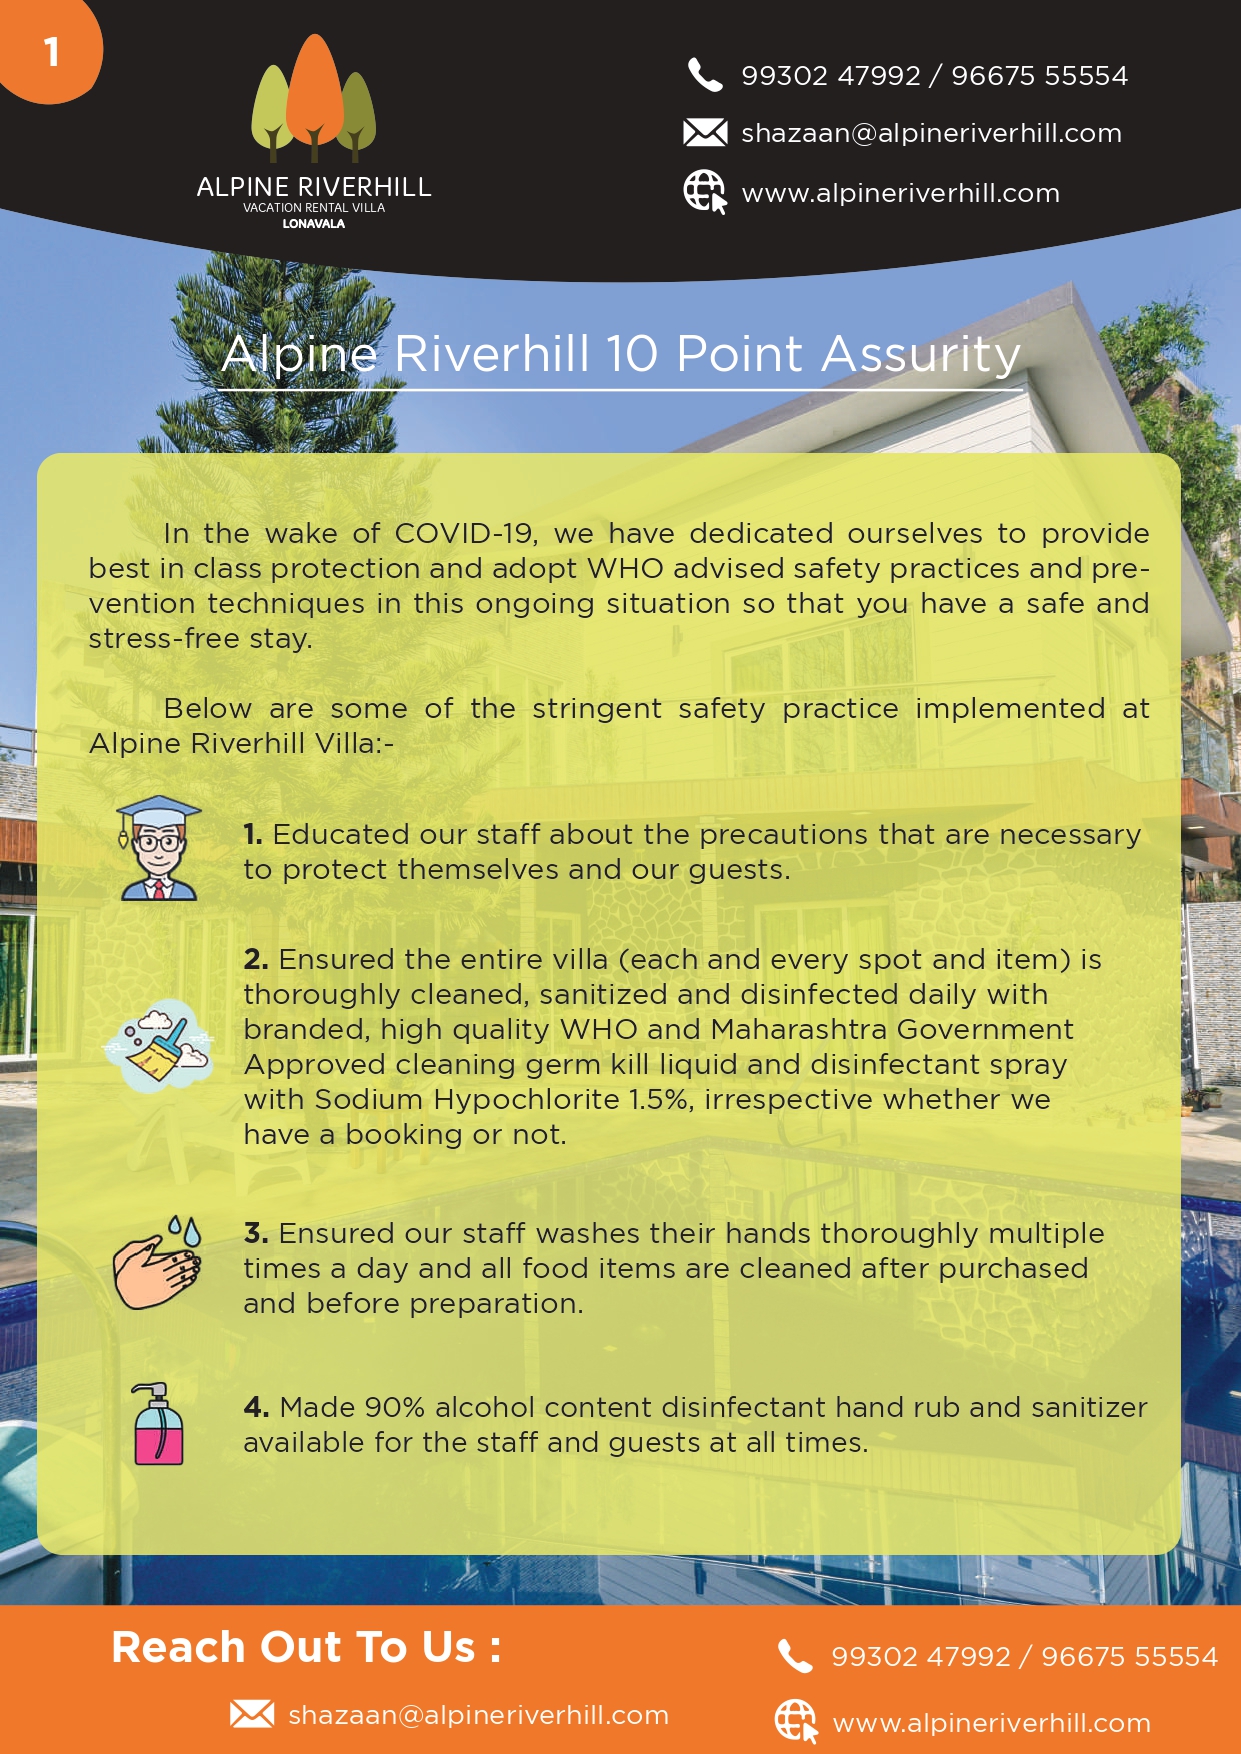 1
ALPINE RIVERHILL
VACATION RENTAL VILLA
LONAVALA
99302 47992 / 96675 55554
shazaan@alpineriverhill.com
www.alpineriverhill.com
Alpine Riverhill 10 Point Assurity
In the wake of COVID-19, we have dedicated ourselves to provide
best in class protection and adopt WHO advised safety practices and pre-
vention techniques in this ongoing situation so that you have a safe and
stress-free stay.
Below are some of the stringent safety practice implemented at
Alpine Riverhill Villa:-
1. Educated our staff about the precautions that are necessary
to protect themselves and our guests.
2. Ensured the entire villa (each and every spot and item) is
thoroughly cleaned, sanitized and disinfected daily with
branded, high quality WHO and Maharashtra Government
Approved cleaning germ kill liquid and disinfectant spray
with Sodium Hypochlorite 1.5%, irrespective whether we
have a booking or not.
3. Ensured our staff washes their hands thoroughly multiple
times a day and all food items are cleaned after purchased
and before preparation.
4. Made 90% alcohol content disinfectant hand rub and sanitizer
available for the staff and guests at all times.
Reach Out To Us :
99302 47992 / 96675 55554
shazaan@alpineriverhill.com
www.alpineriverhill.com